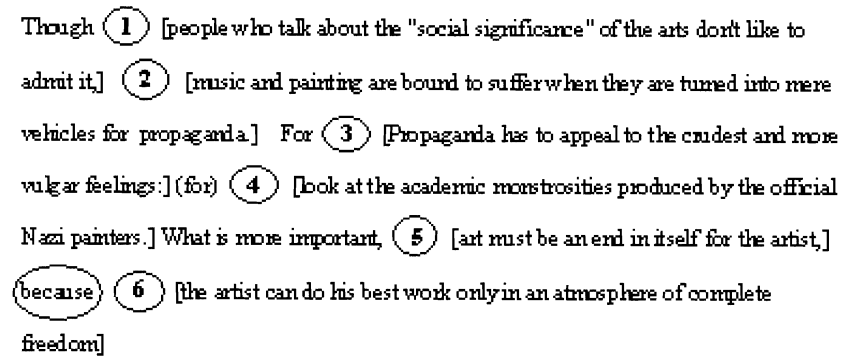 Though 1 [people who talk about the "social significance" of the arts don't like to
admit it,] 2 [music and painting are bound to suffer when they are turned into mere
vehicles for propaganda.] For 3 [Propaganda has to appeal to the crudest and more
vulgar feelings:] (for) 4 [look at the academic monstrosities produced by the official
Nazi painters.] What is more important, 5 [art must be an end in itself for the artist,]
because 6 [the artist can do his best work only in an atmosphere of complete
freedom]